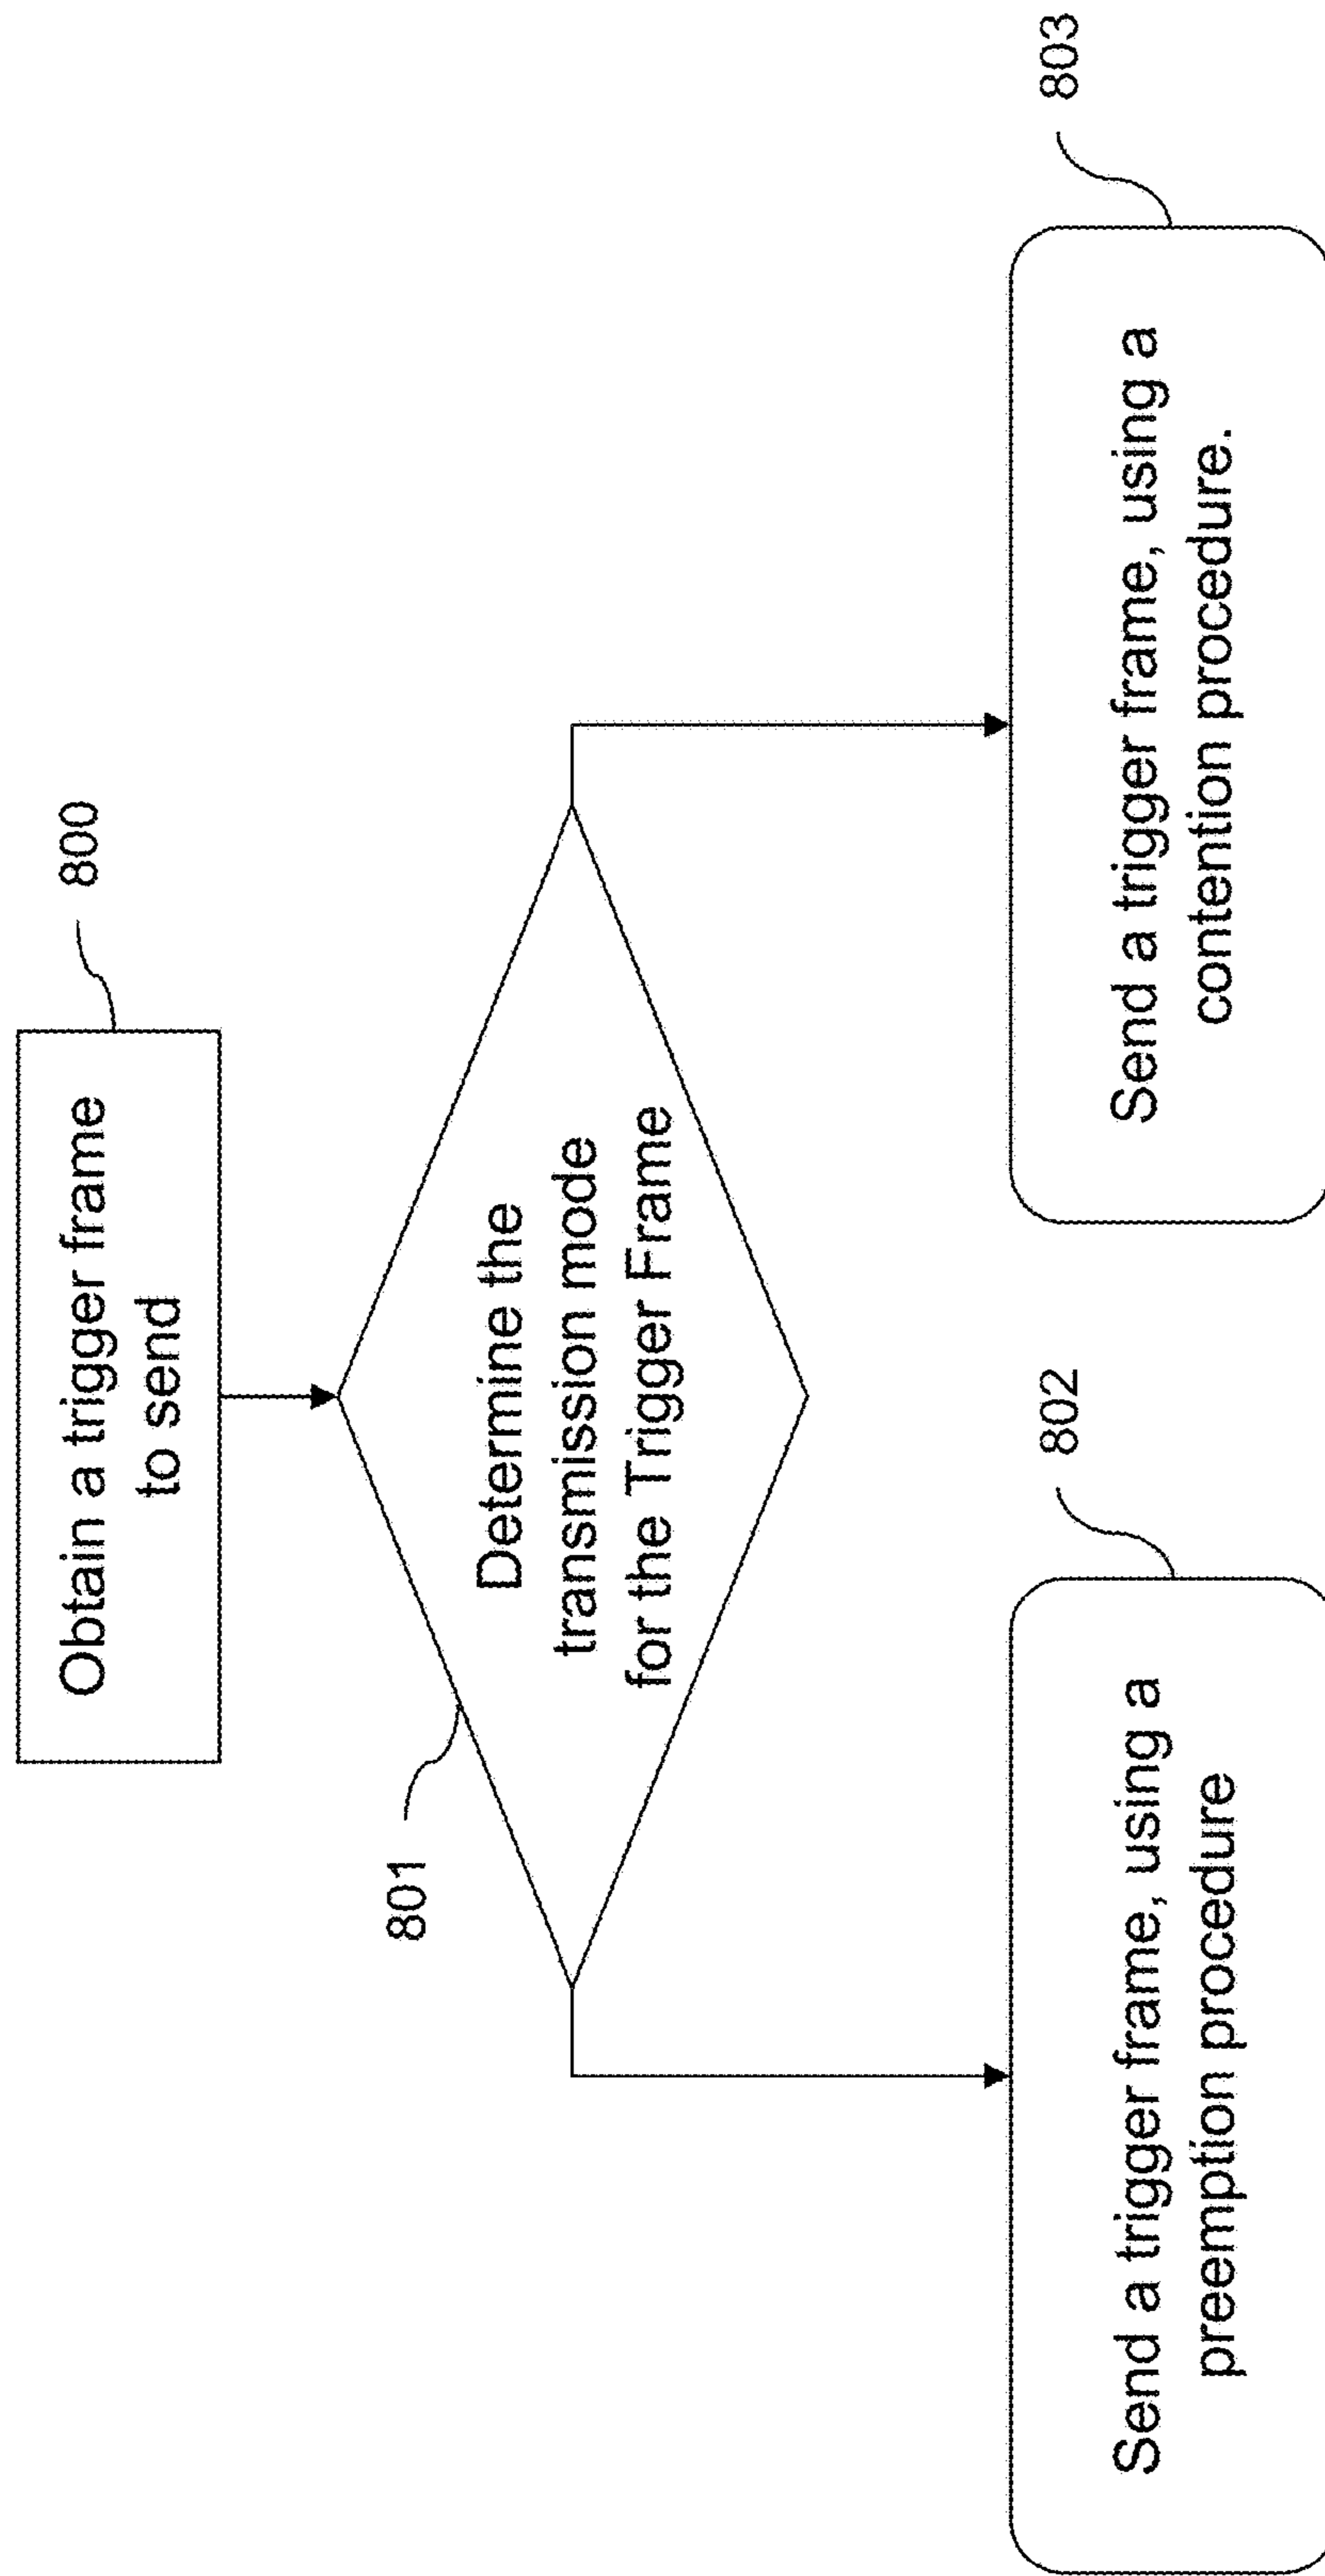 Obtain a trigger frame
to send
800
801
Determine the
transmission mode
for the Trigger Frame
802
Send a trigger frame, using a
preemption procedure
803
Send a trigger frame, using a
contention procedure.